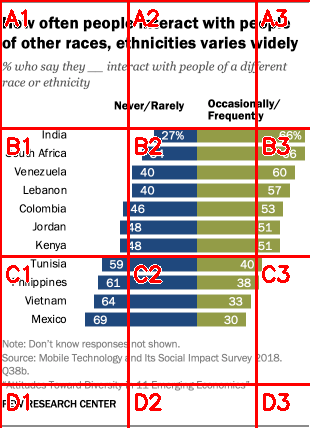 A1 A2 A3
How often people interact with people
of other races, ethnicities varies widely
% who say they __ interact with people of a different
race or ethnicity
Never/Rarely
Occasionally/
Frequently
India 27% 66%
B1 B2 B3
South Africa
Venezuela 40 60
Lebanon 40 57
Colombia 46 53
Jordan 48 51
Kenya 48 51
Tunisia 59 40
C1 C2 C3
Philippines 61 38
Vietnam 64 33
Mexico 69 30
Note: Don't know responses not shown.
Source: Mobile Technology and Its Social Impact Survey 2018.
Q38b.
"Attitudes Toward Diversity in 11 Emerging Economies"
D1 D2 D3
PEW RESEARCH CENTER